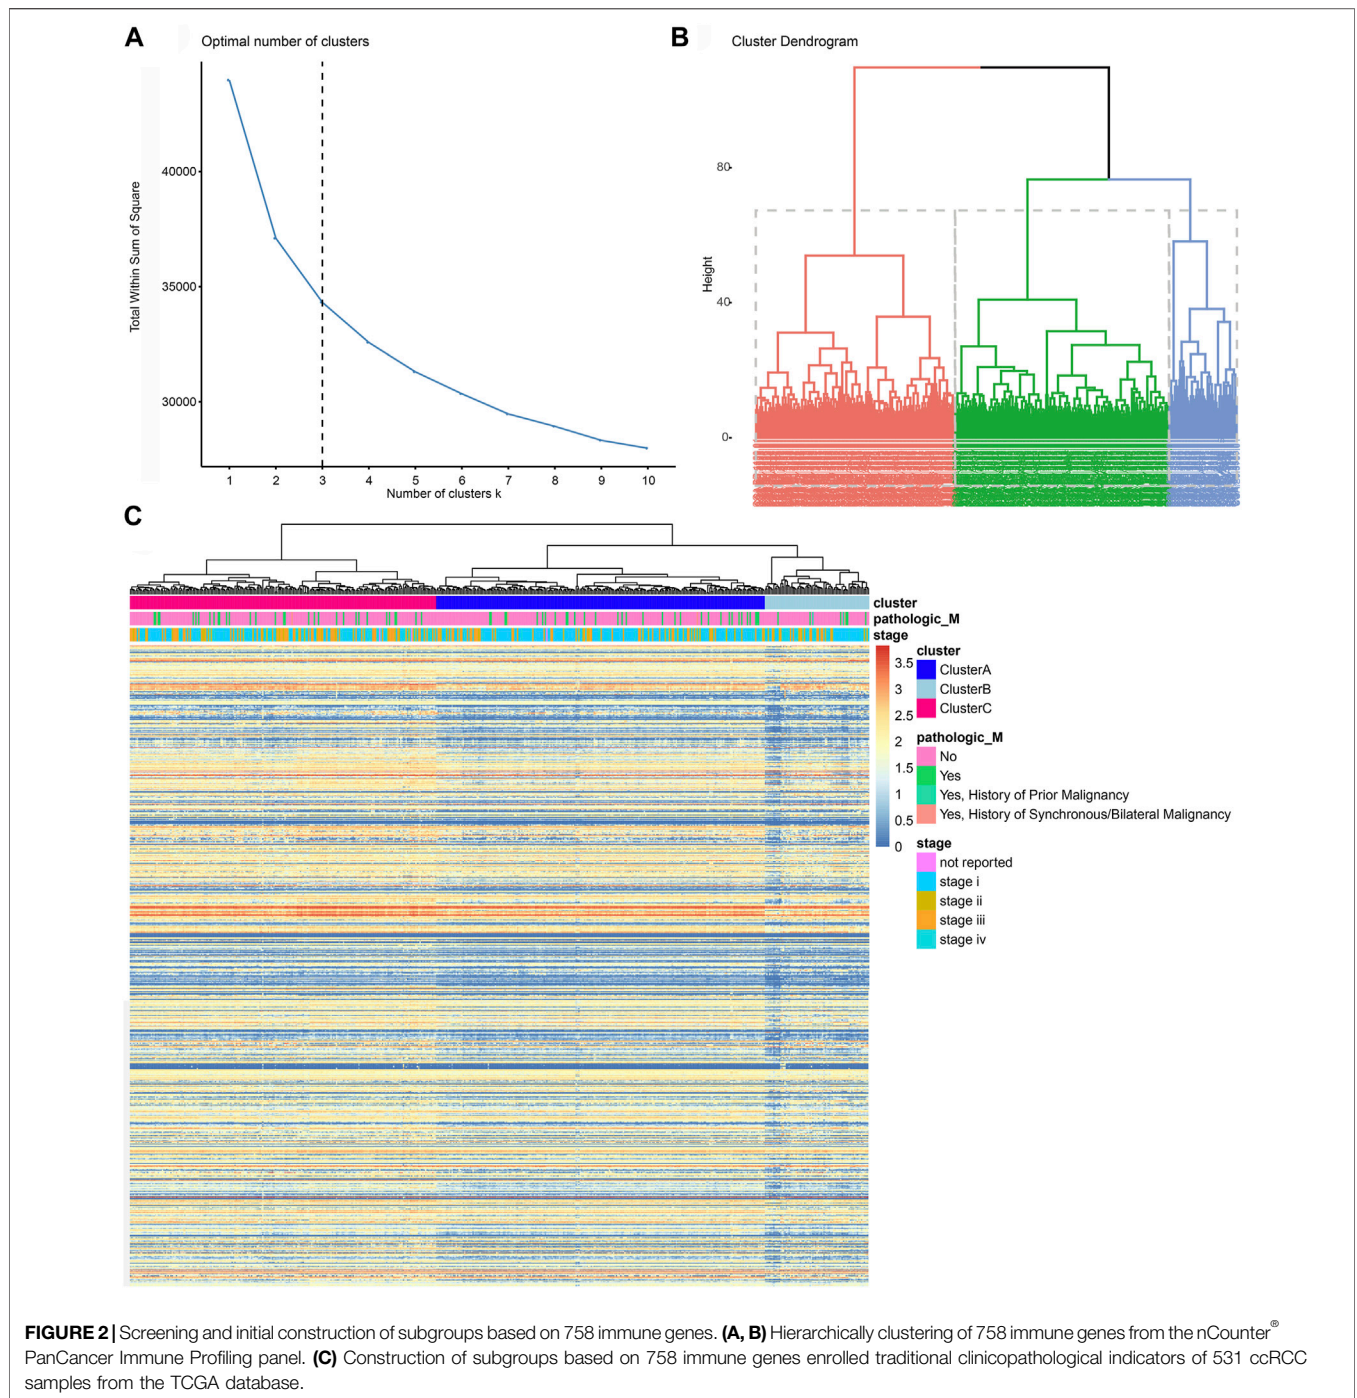 A
Optimal number of clusters
Total Within Sum of Square
40000
35000
30000
1 2 3 4 5 6 7 8 9 10
Number of clusters k
B
Cluster Dendrogram
Height
80
40
0
C
cluster
pathologic_M
stage
3.5
3
2.5
2
1.5
1
0.5
0
cluster
ClusterA
ClusterB
ClusterC
pathologic_M
No
Yes
Yes, History of Prior Malignancy
Yes, History of Synchronous/Bilateral Malignancy
stage
not reported
stage i
stage ii
stage iii
stage iv
FIGURE 2 | Screening and initial construction of subgroups based on 758 immune genes. (A, B) Hierarchically clustering of 758 immune genes from the nCounter®
PanCancer Immune Profiling panel. (C) Construction of subgroups based on 758 immune genes enrolled traditional clinicopathological indicators of 531 ccRCC
samples from the TCGA database.